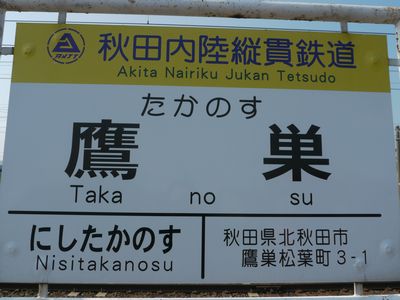 秋田内陸縦貫鉄道
Akita Nairiku Jukan Tetsudo
たかのす
鷹 巣
Taka no su
にしたかのす
Nisitakanosu
秋田県北秋田市
鷹巣松葉町3-1